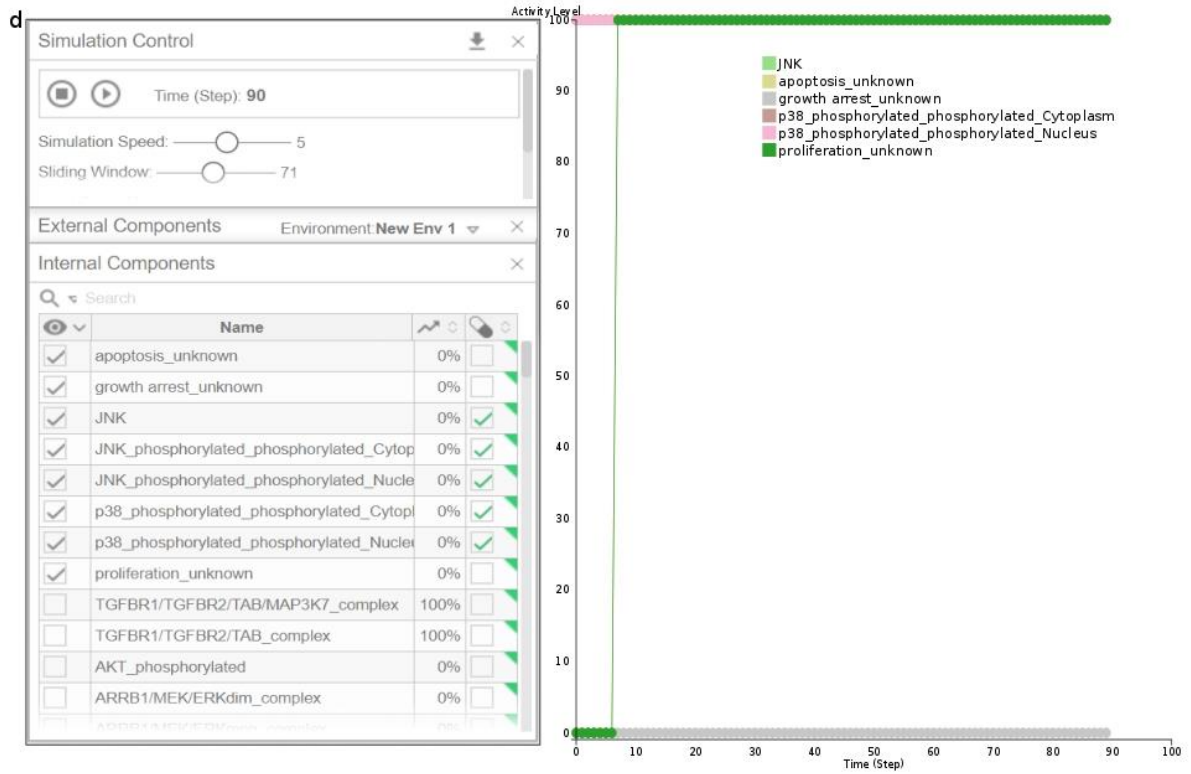 d
Simulation Control
Time (Step): 90
Simulation Speed: 5
Sliding Window: 71
External Components Environment:New Env 1
Internal Components
Search
Name
apoptosis_unknown 0%
growth arrest_unknown 0%
JNK 0%
JNK_phosphorylated_phosphorylated_Cytop 0%
JNK_phosphorylated_phosphorylated_Nucle 0%
p38_phosphorylated_phosphorylated_Cytopl 0%
p38_phosphorylated_phosphorylated_Nucleu 0%
proliferation_unknown 0%
TGFBR1/TGFBR2/TAB/MAP3K7_complex 100%
TGFBR1/TGFBR2/TAB_complex 100%
AKT_phosphorylated 0%
ARRB1/MEK/ERKdim_complex 0%
Activity Level
100
90
80
70
60
50
40
30
20
10
0
JNK
apoptosis_unknown
growth arrest_unknown
p38_phosphorylated_phosphorylated_Cytoplasm
p38_phosphorylated_phosphorylated_Nucleus
proliferation_unknown
0 10 20 30 40 50 60 70 80 90 100
Time (Step)